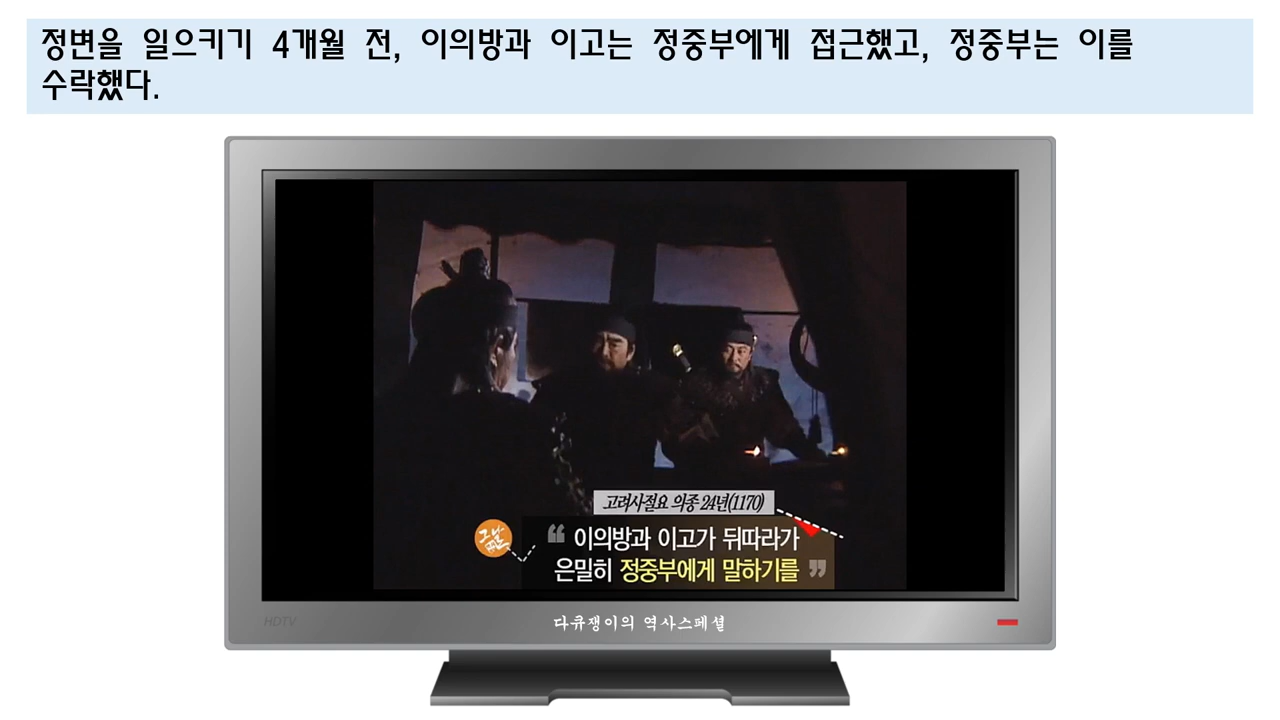 정변을 일으키기 4개월 전, 이의방과 이고는 정중부에게 접근했고, 정중부는 이를
수락했다.
고려사절요 의종 24년(1170)
그날
“ 이의방과 이고가 뒤따라가
은밀히 정중부에게 말하기를 ”
HDTV
다큐쟁이의 역사스페셜